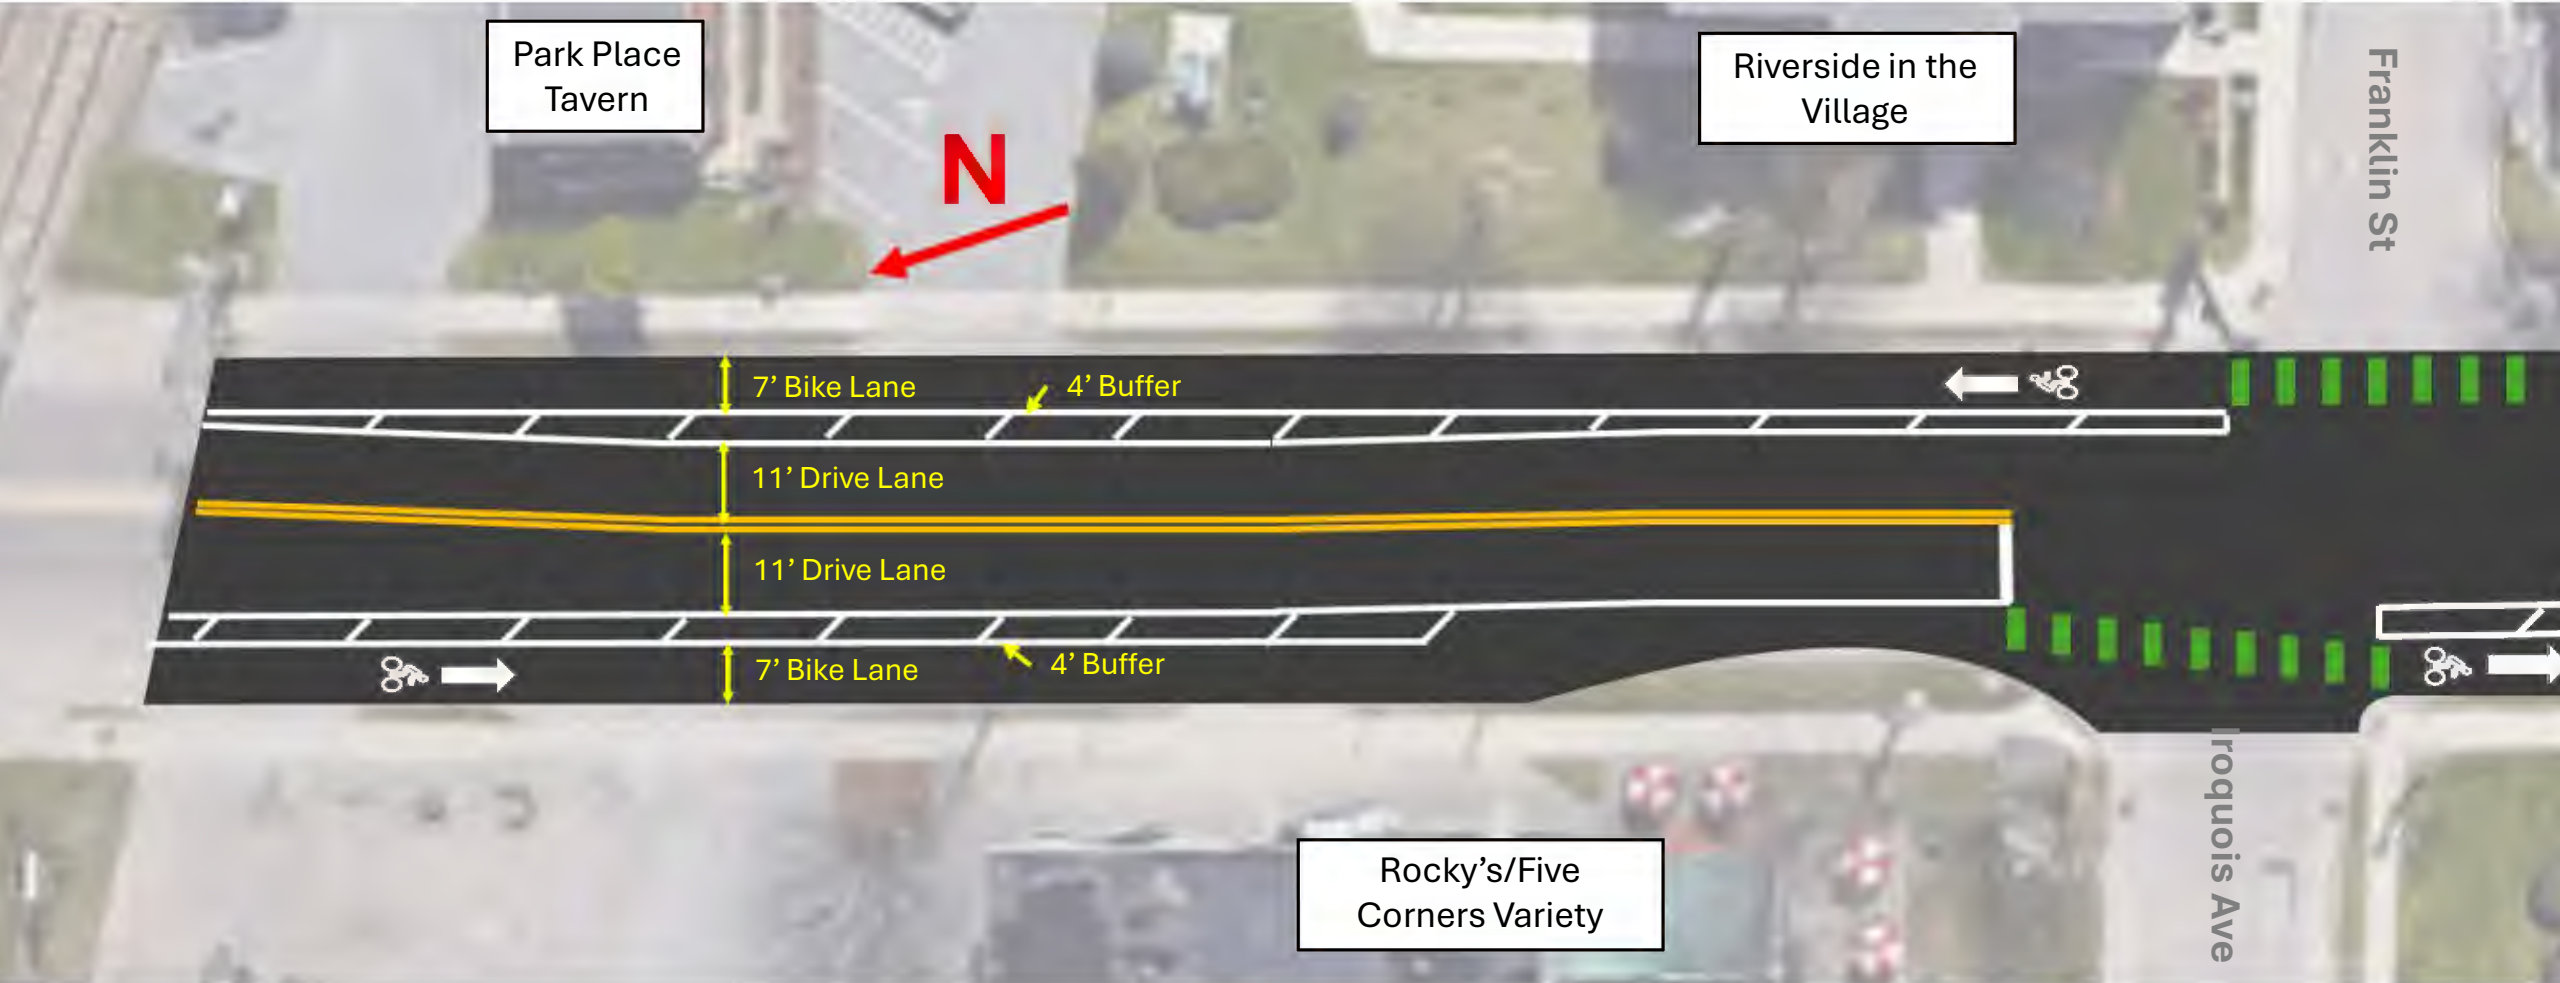 Park Place
Tavern
Riverside in the
Village
Franklin St
N
7’ Bike Lane
4’ Buffer
11’ Drive Lane
11’ Drive Lane
7’ Bike Lane
4’ Buffer
Iroquois Ave
Rocky’s/Five
Corners Variety